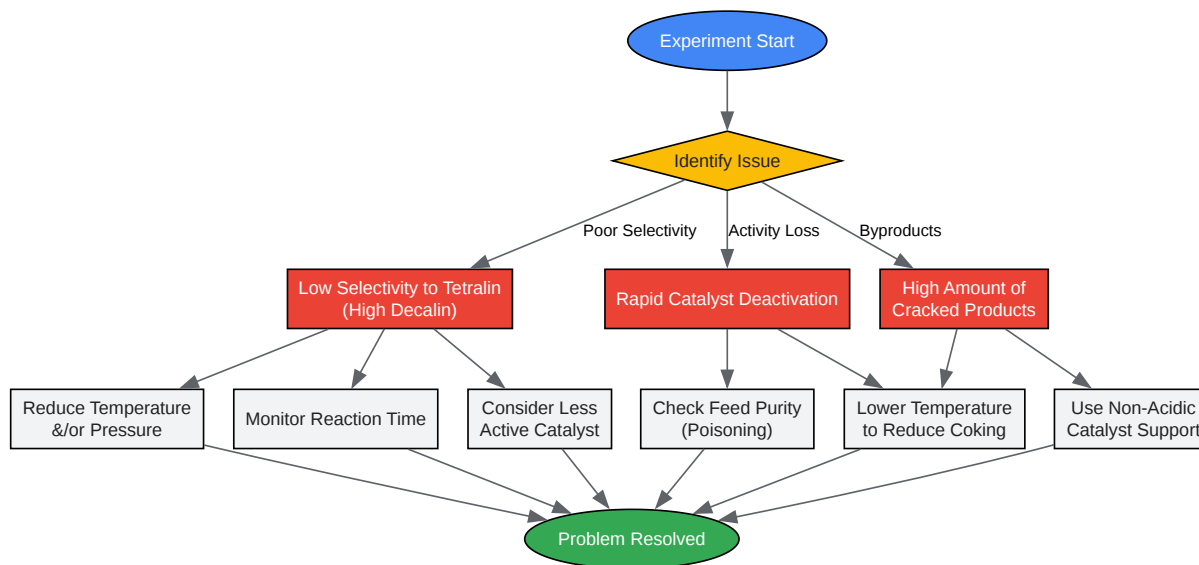 Experiment Start
Identify Issue
Poor Selectivity
Activity Loss
Byproducts
Low Selectivity to Tetralin
(High Decalin)
Rapid Catalyst Deactivation
High Amount of
Cracked Products
Reduce Temperature
&/or Pressure
Monitor Reaction Time
Consider Less
Active Catalyst
Check Feed Purity
(Poisoning)
Lower Temperature
to Reduce Coking
Use Non-Acidic
Catalyst Support
Problem Resolved